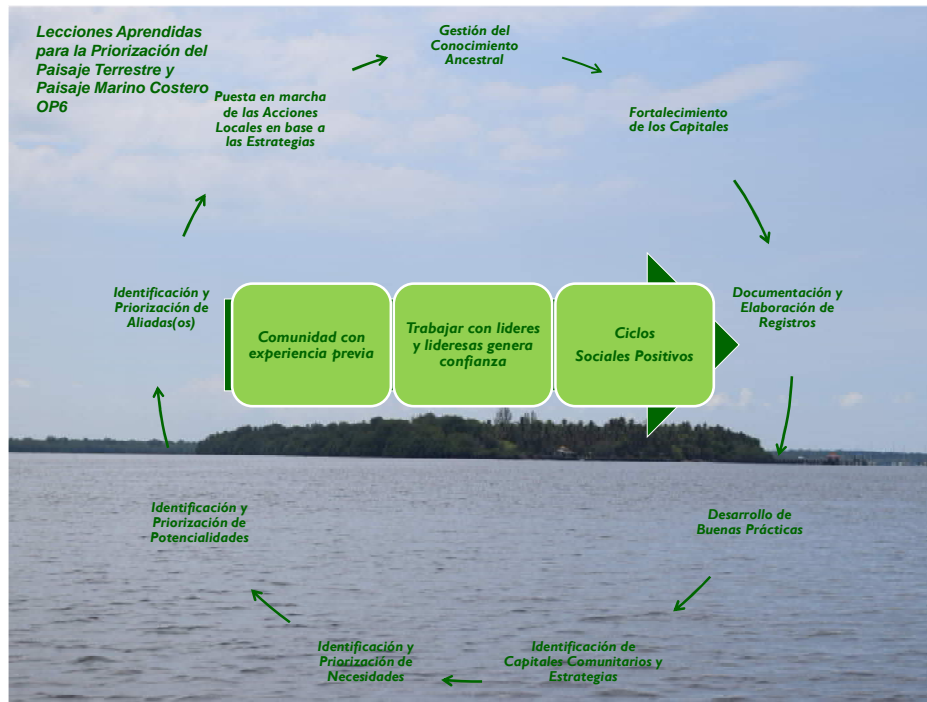 Lecciones Aprendidas
para la Priorización del
Paisaje Terrestre y
Paisaje Marino Costero
OP6
Gestión del
Conocimiento
Ancestral
Fortalecimiento
de los Capitales
Documentación y
Elaboración de
Registros
Desarrollo de
Buenas Prácticas
Identificación de
Capitales Comunitarios y
Estrategias
Identificación y
Priorización de
Necesidades
Identificación y
Priorización de
Potencialidades
Identificación y
Priorización de
Aliadas(os)
Puesta en marcha
de las Acciones
Locales en base a
las Estrategias
Comunidad con
experiencia previa
Trabajar con lideres
y lideresas genera
confianza
Ciclos
Sociales Positivos